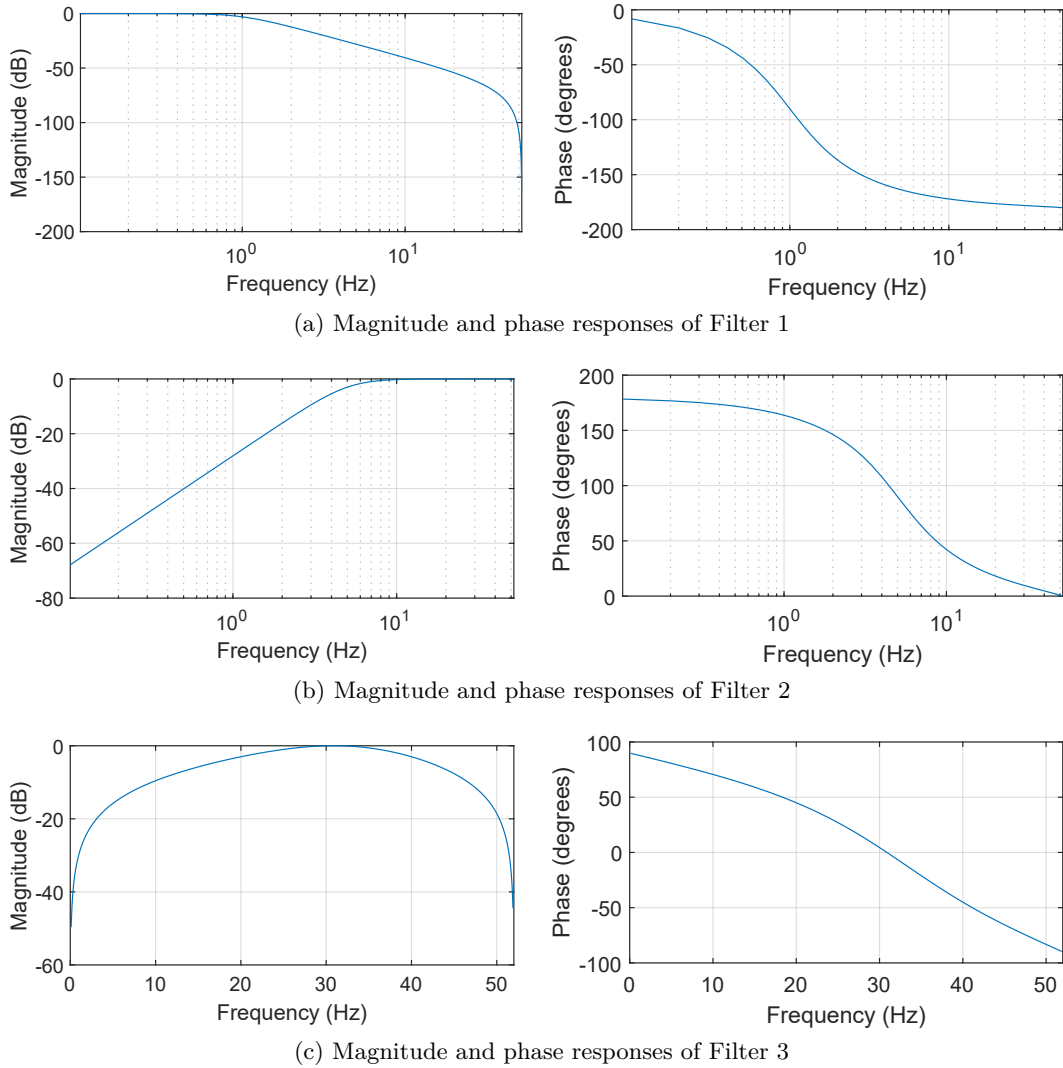 0
-50
-100
-150
-200
Magnitude (dB)
10^0
10^1
Frequency (Hz)
0
-50
-100
-150
-200
Phase (degrees)
10^0
10^1
Frequency (Hz)
(a) Magnitude and phase responses of Filter 1
0
-20
-40
-60
-80
Magnitude (dB)
10^0
10^1
Frequency (Hz)
200
150
100
50
0
Phase (degrees)
10^0
10^1
Frequency (Hz)
(b) Magnitude and phase responses of Filter 2
0
-20
-40
-60
Magnitude (dB)
0 10 20 30 40 50
Frequency (Hz)
100
50
0
-50
-100
Phase (degrees)
0 10 20 30 40 50
Frequency (Hz)
(c) Magnitude and phase responses of Filter 3